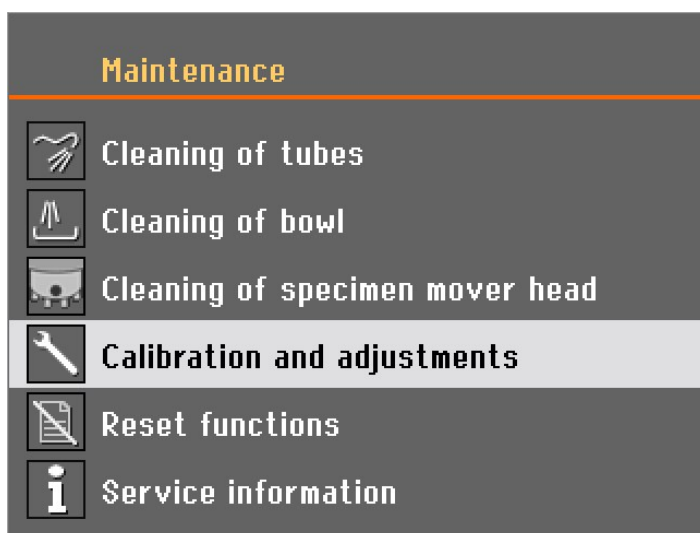 Maintenance
Cleaning of tubes
Cleaning of bowl
Cleaning of specimen mover head
Calibration and adjustments
Reset functions
Service information